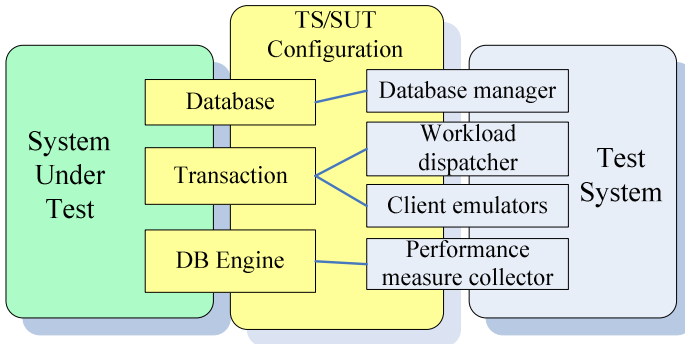 TS/SUT
Configuration
System
Under
Test
Database
Transaction
DB Engine
Database manager
Workload
dispatcher
Client emulators
Performance
measure collector
Test
System